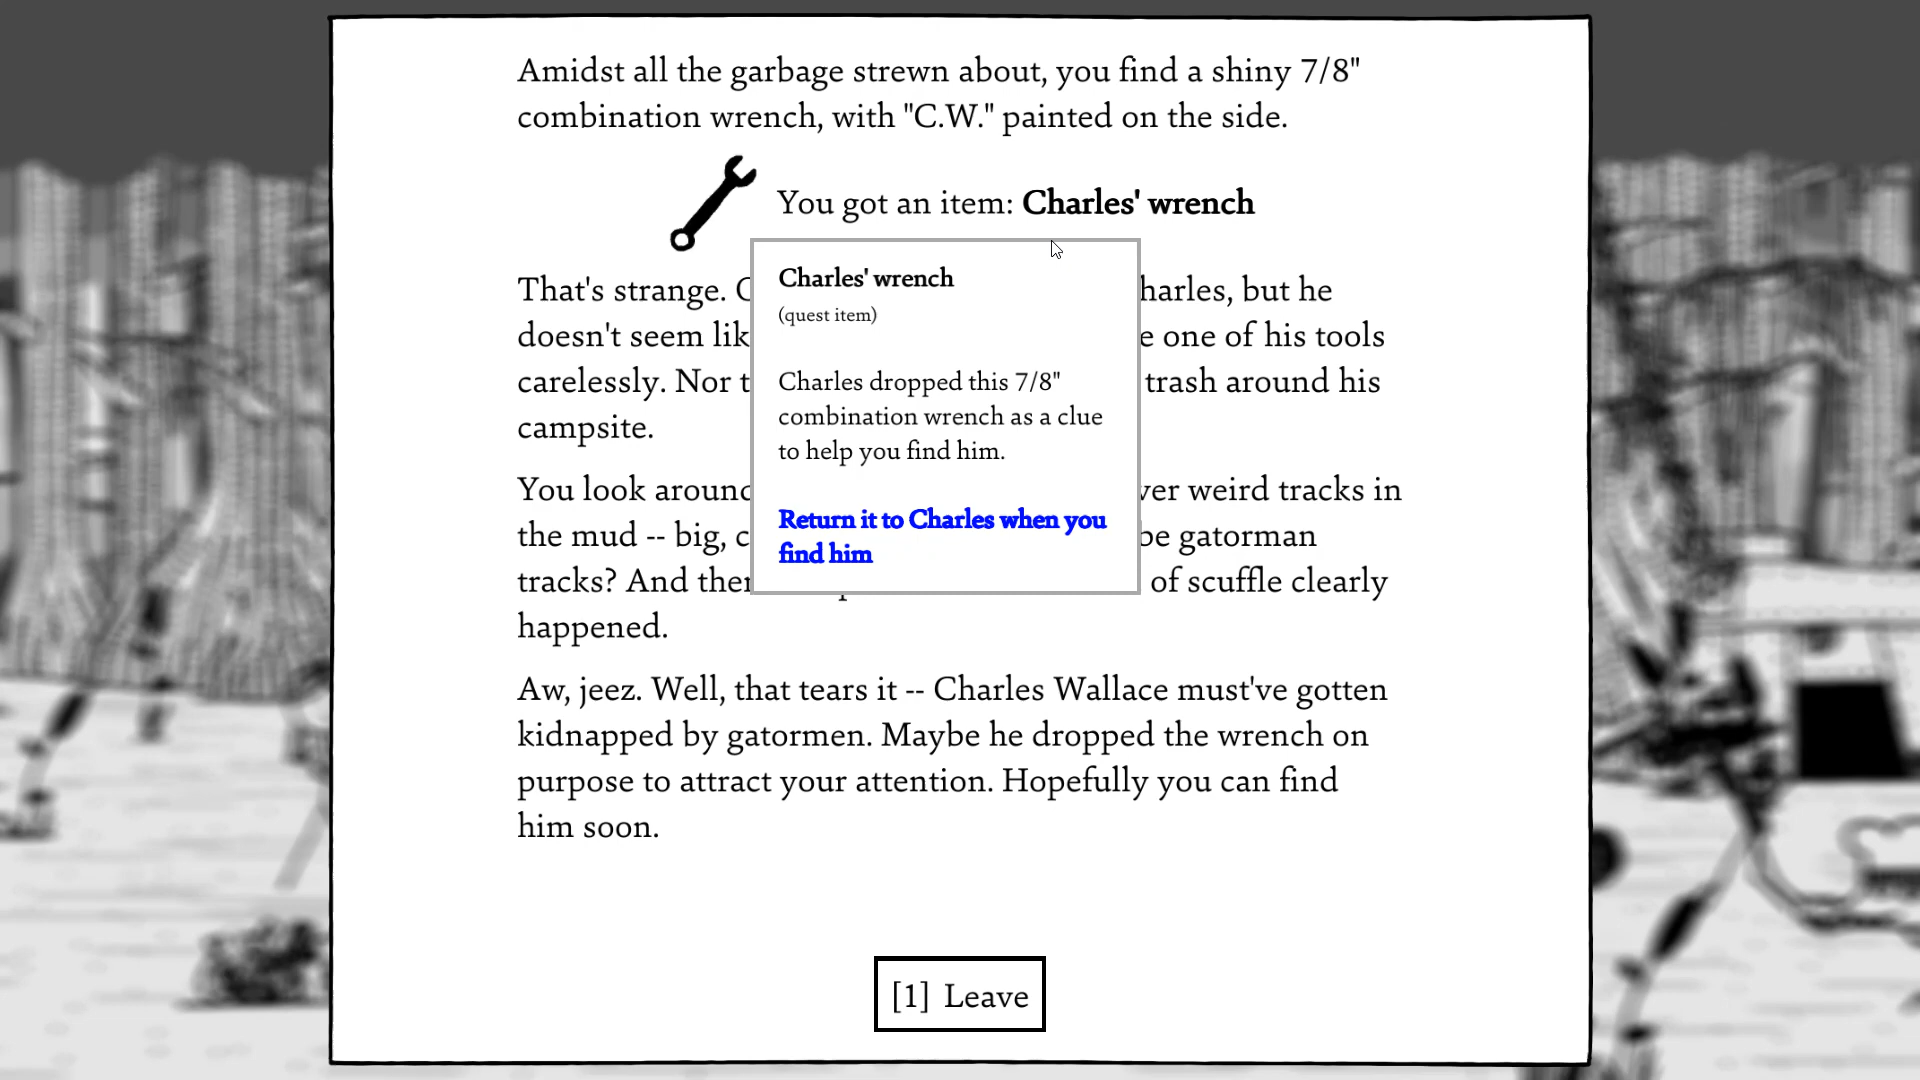 Amidst all the garbage strewn about, you find a shiny 7/8"
combination wrench, with "C.W." painted on the side.
You got an item: Charles' wrench
That's strange.
harles, but he
doesn't seem
one of his tools
carelessly. Nor
trash around his
campsite.
You look
weird tracks in
the mud -- big,
be gatorman
tracks? And
of scuffle clearly
happened.
Charles' wrench
(quest item)
Charles dropped this 7/8"
combination wrench as a clue
to help you find him.
Return it to Charles when you
find him
Aw, jeez. Well, that tears it -- Charles Wallace must've gotten
kidnapped by gatormen. Maybe he dropped the wrench on
purpose to attract your attention. Hopefully you can find
him soon.
[1] Leave